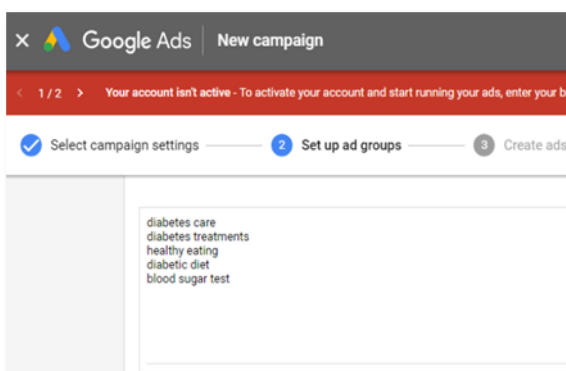 × Google Ads New campaign
< 1 / 2 > Your account isn't active - To activate your account and start running your ads, enter your b
Select campaign settings 2 Set up ad groups 3 Create ads
diabetes care
diabetes treatments
healthy eating
diabetic diet
blood sugar test